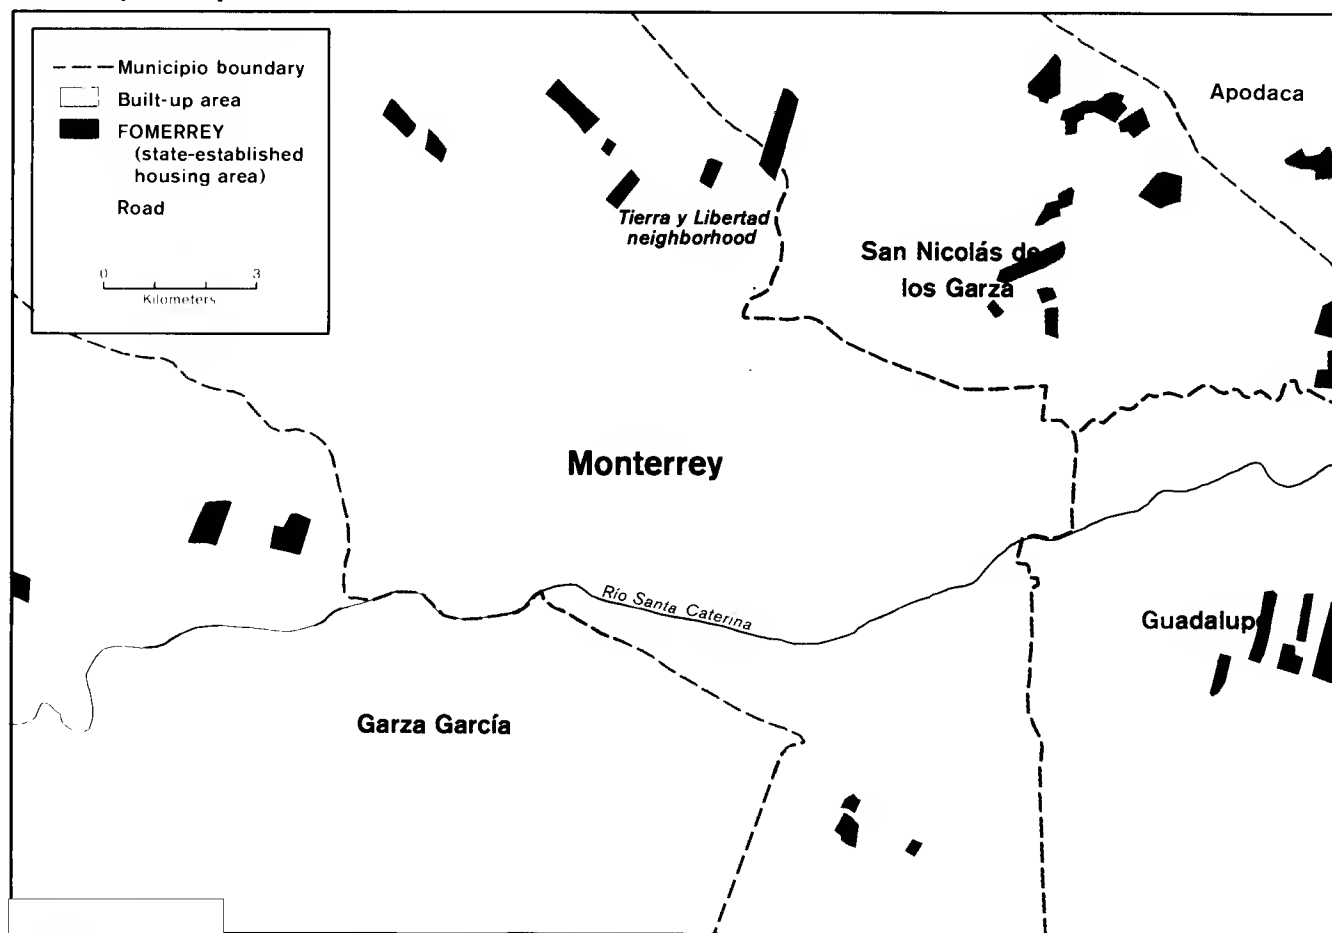 Municipio boundary
Built-up area
FOMERREY
(state-established
housing area)
Road
0 3
Kilometers
Apodaca
Tierra y Libertad
neighborhood
San Nicolás de
los Garza
Monterrey
Río Santa Caterina
Guadalupe
Garza García